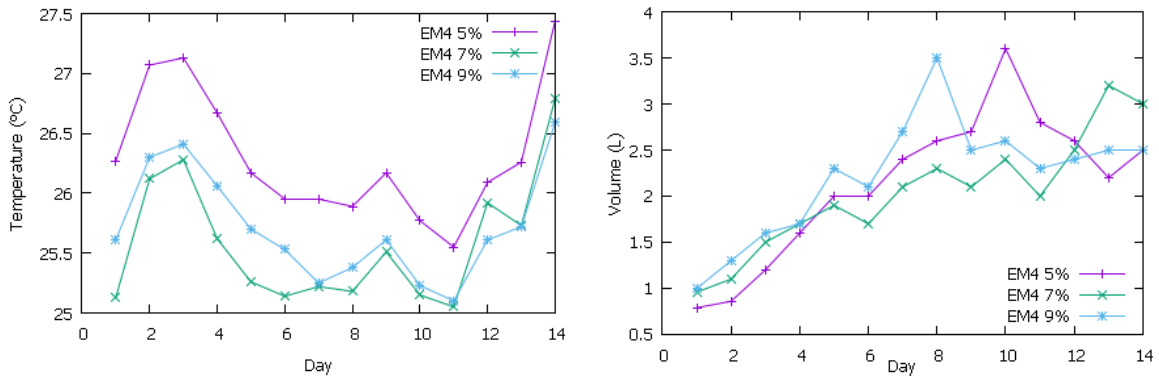 27.5
27
26.5
26
25.5
25
0 2 4 6 8 10 12 14
Temperature (ºC)
Day
EM4 5%
EM4 7%
EM4 9%
4
3.5
3
2.5
2
1.5
1
0.5
0 2 4 6 8 10 12 14
Volume (L)
Day
EM4 5%
EM4 7%
EM4 9%